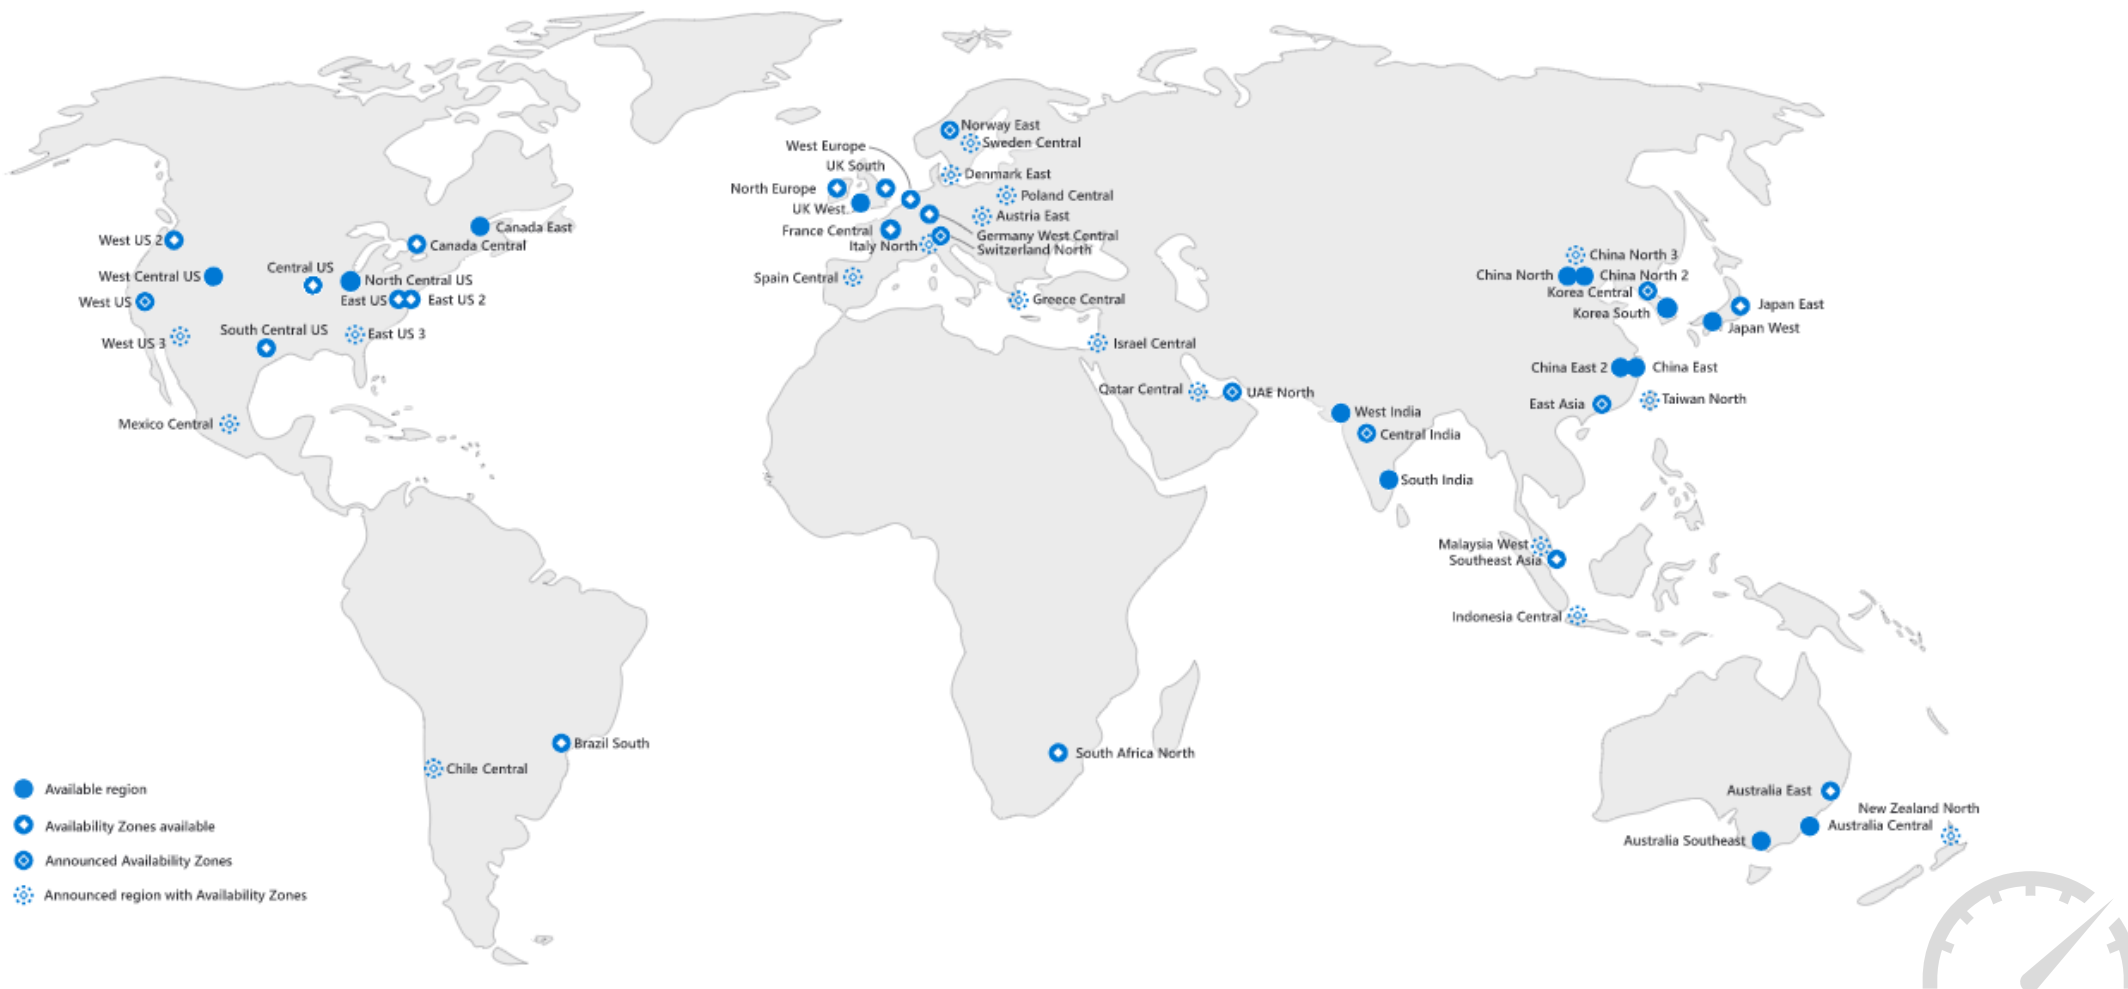 Norway East
Sweden Central
West Europe
UK South
Denmark East
North Europe
Poland Central
UK West
Austria East
France Central
Germany West Central
Italy North
Switzerland North
Spain Central
Greece Central
Canada East
West US 2
Canada Central
Central US
West Central US
North Central US
West US
East US
East US 2
South Central US
East US 3
West US 3
Mexico Central
China North 3
China North
China North 2
Korea Central
Korea South
Japan East
Japan West
Israel Central
China East 2
China East
Qatar Central
UAE North
East Asia
Taiwan North
West India
Central India
South India
Malaysia West
Southeast Asia
Indonesia Central
Brazil South
South Africa North
Chile Central
Australia East
New Zealand North
Australia Central
Australia Southeast
Available region
Availability Zones available
Announced Availability Zones
Announced region with Availability Zones